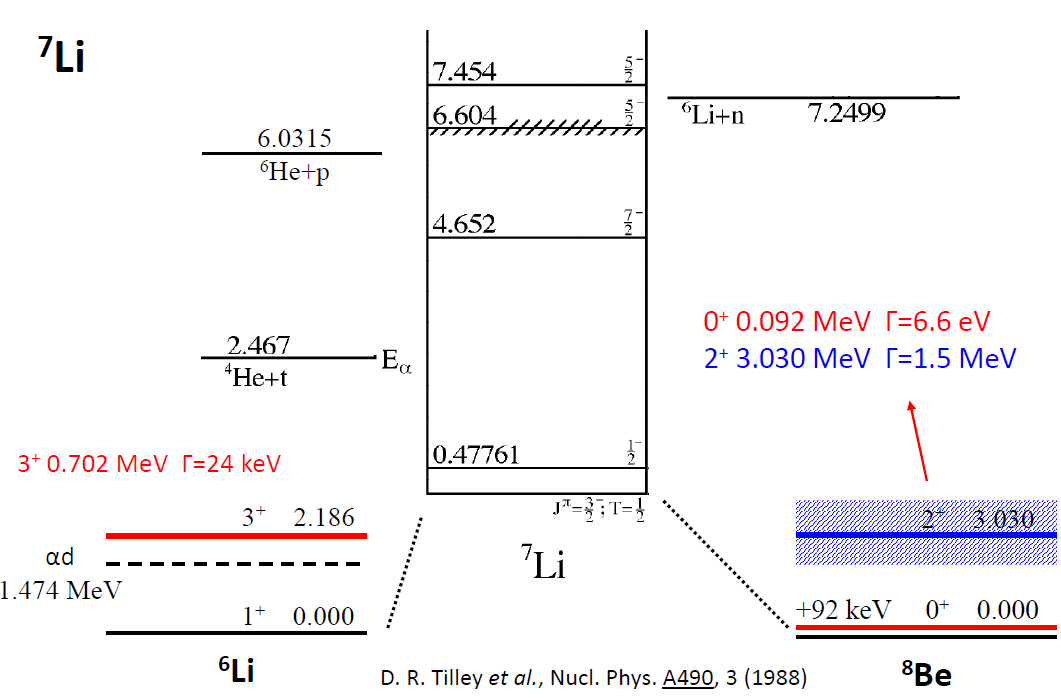 ⁷Li
7.454 5/2⁻
6.604 5/2⁻
⁶Li+n 7.2499
6.0315
⁶He+p
4.652 7/2⁻
0⁺ 0.092 MeV Γ=6.6 eV
2⁺ 3.030 MeV Γ=1.5 MeV
2.467
Eα
⁴He+t
0.47761 1/2⁻
3⁺ 0.702 MeV Γ=24 keV
Jπ=3/2⁻; T=1/2
3⁺ 2.186
2⁺ 3.030
αd
1.474 MeV
⁷Li
1⁺ 0.000
+92 keV 0⁺ 0.000
⁶Li
⁸Be
D. R. Tilley et al., Nucl. Phys. A490, 3 (1988)